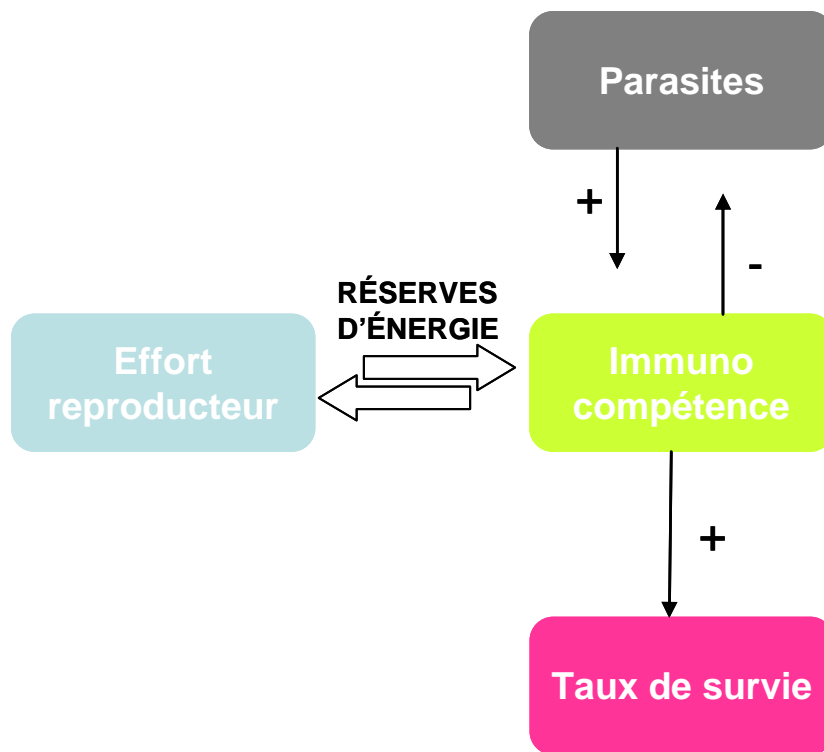 Parasites
+
-
RÉSERVES
D'ÉNERGIE
Effort
reproducteur
Immuno
compétence
+
Taux de survie